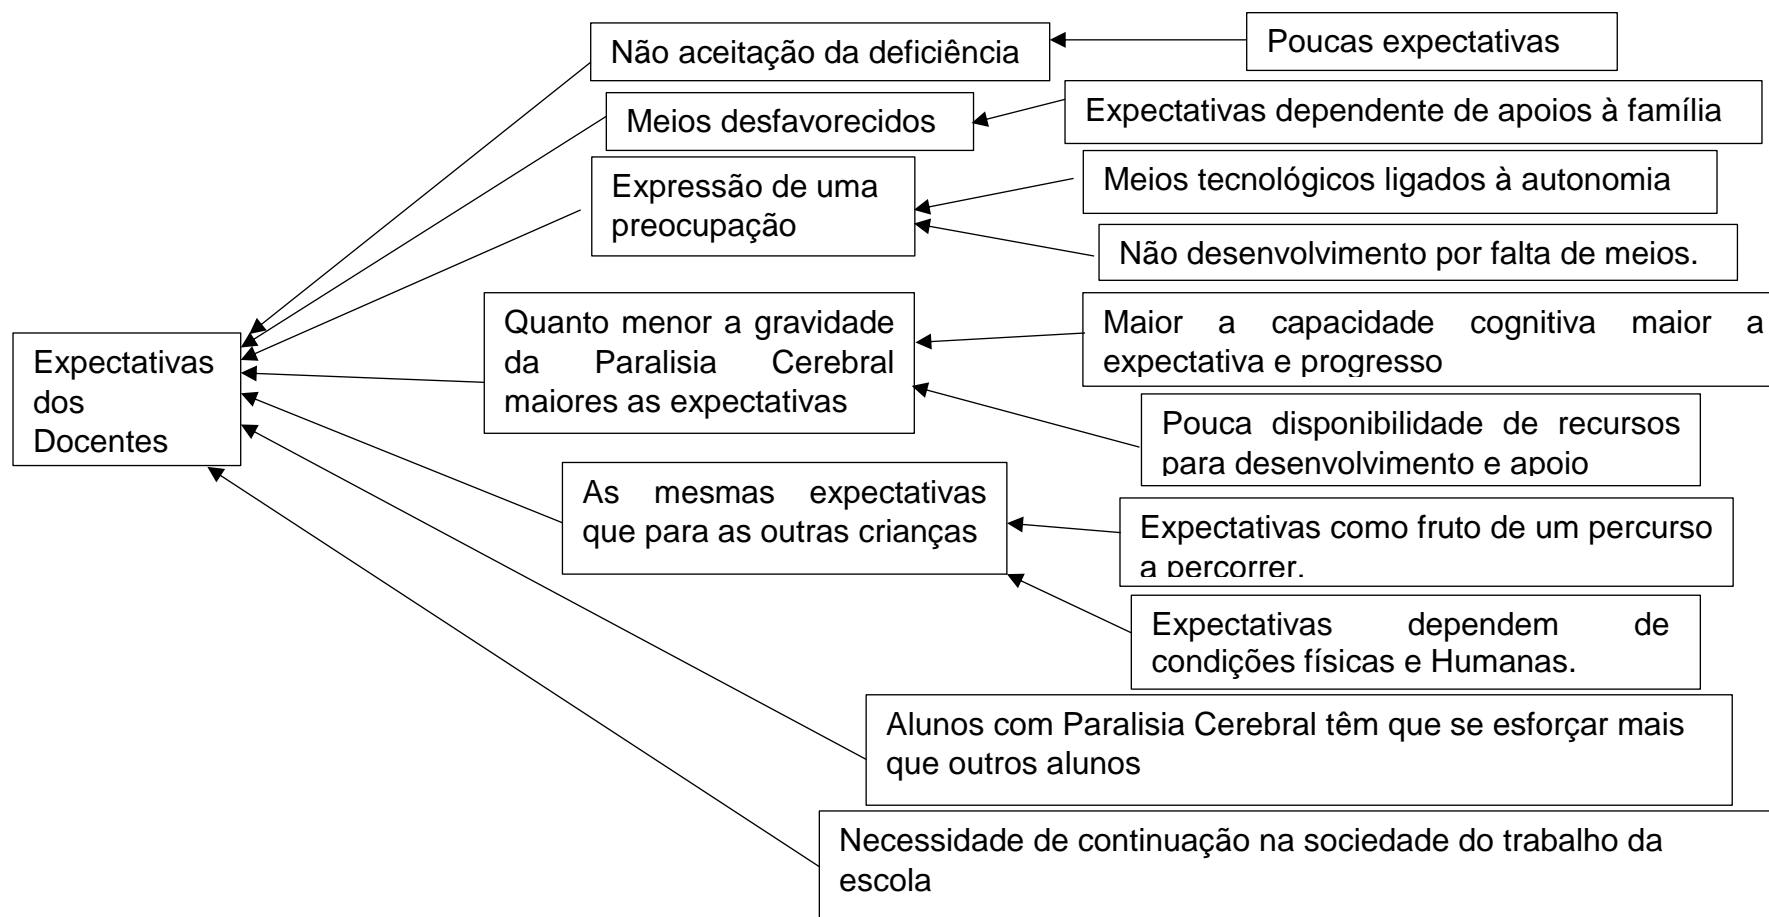 Não aceitação da deficiência
Poucas expectativas
Meios desfavorecidos
Expectativas dependente de apoios à família
Expressão de uma
preocupação
Meios tecnológicos ligados à autonomia
Não desenvolvimento por falta de meios.
Expectativas
dos
Docentes
Quanto menor a gravidade
da Paralisia Cerebral
maiores as expectativas
Maior a capacidade cognitiva maior a
expectativa e progresso
Pouca disponibilidade de recursos
para desenvolvimento e apoio
As mesmas expectativas
que para as outras crianças
Expectativas como fruto de um percurso
a percorrer.
Expectativas dependem de
condições físicas e Humanas.
Alunos com Paralisia Cerebral têm que se esforçar mais
que outros alunos
Necessidade de continuação na sociedade do trabalho da
escola